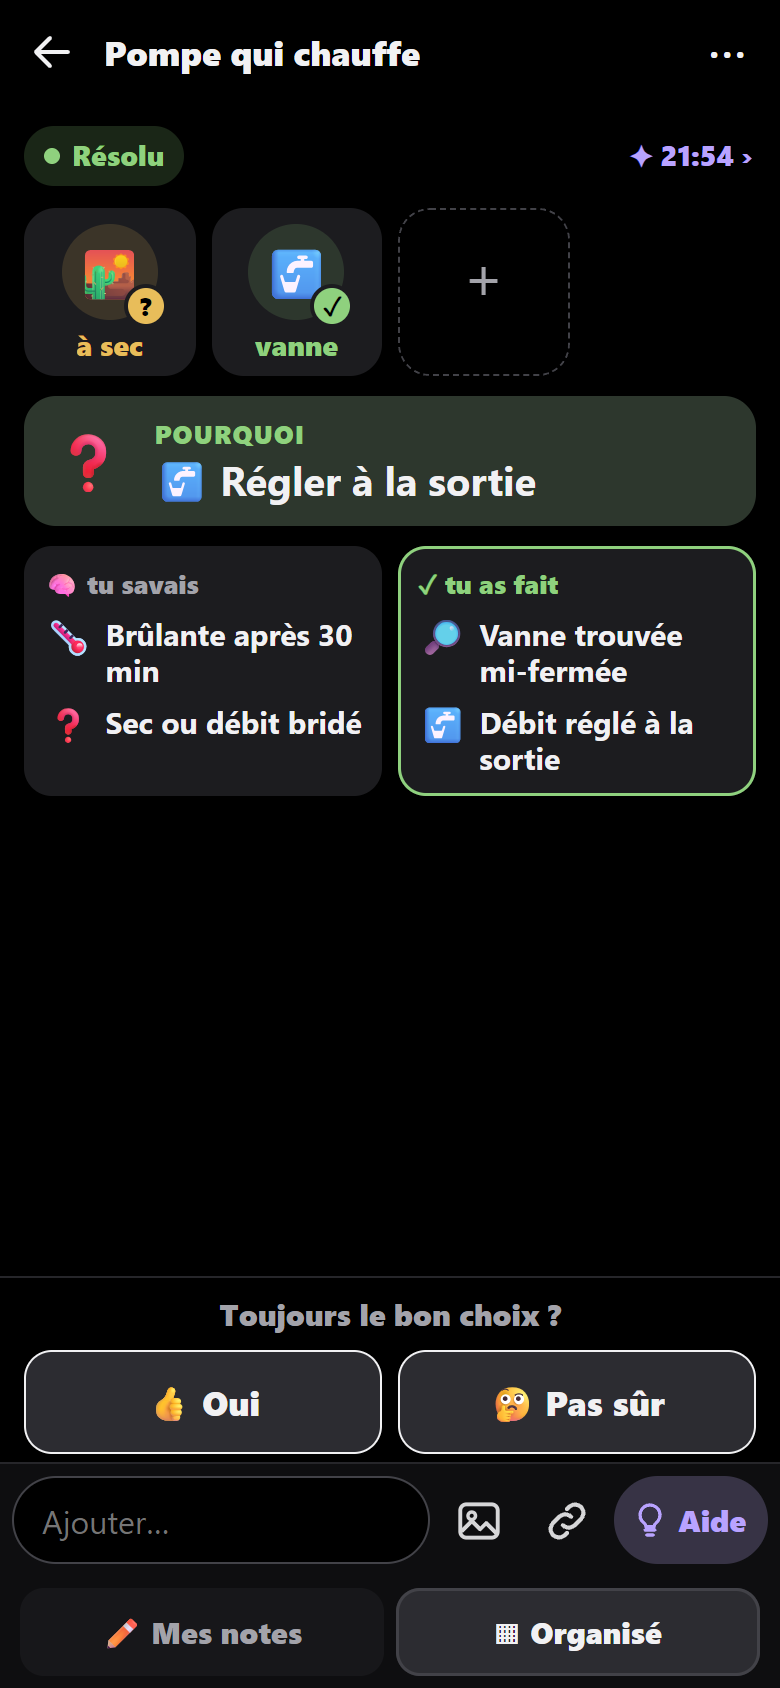 Pompe qui chauffe
Résolu
21:54 ›
à sec
vanne
POURQUOI
Régler à la sortie
tu savais
Brûlante après 30
min
Sec ou débit bridé
✓ tu as fait
Vanne trouvée
mi-fermée
Débit réglé à la
sortie
Toujours le bon choix ?
Oui
Pas sûr
Ajouter...
Aide
Mes notes
Organisé